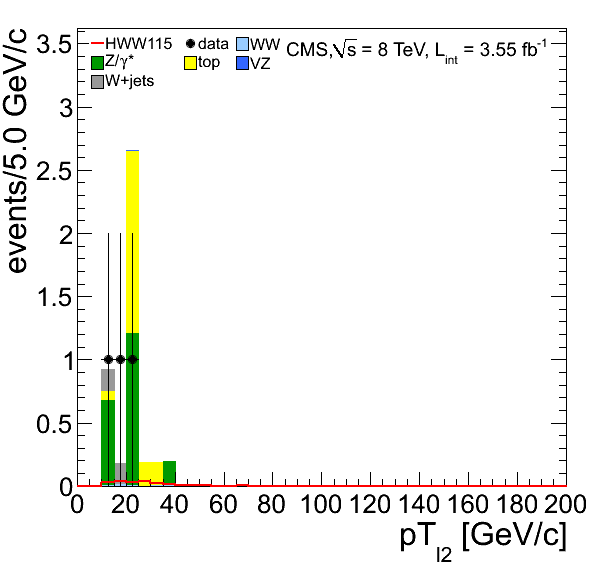 events/5.0 GeV/c
3.5
3
2.5
2
1.5
1
0.5
0
HWW115
data
WW
Z/γ*
top
VZ
W+jets
CMS,√s = 8 TeV, L_int = 3.55 fb⁻¹
0 20 40 60 80 100 120 140 160 180 200
pT_l2 [GeV/c]